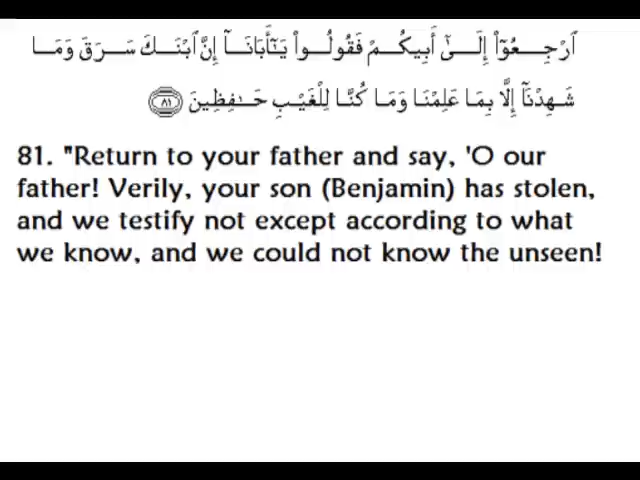 ٱرْجِعُوٓا۟ إِلَىٰٓ أَبِيكُمْ فَقُولُوا۟ يَـٰٓأَبَانَآ إِنَّ ٱبْنَكَ سَرَقَ وَمَا
شَهِدْنَآ إِلَّا بِمَا عَلِمْنَا وَمَا كُنَّا لِلْغَيْبِ حَـٰفِظِينَ ٨١
81. "Return to your father and say, 'O our
father! Verily, your son (Benjamin) has stolen,
and we testify not except according to what
we know, and we could not know the unseen!